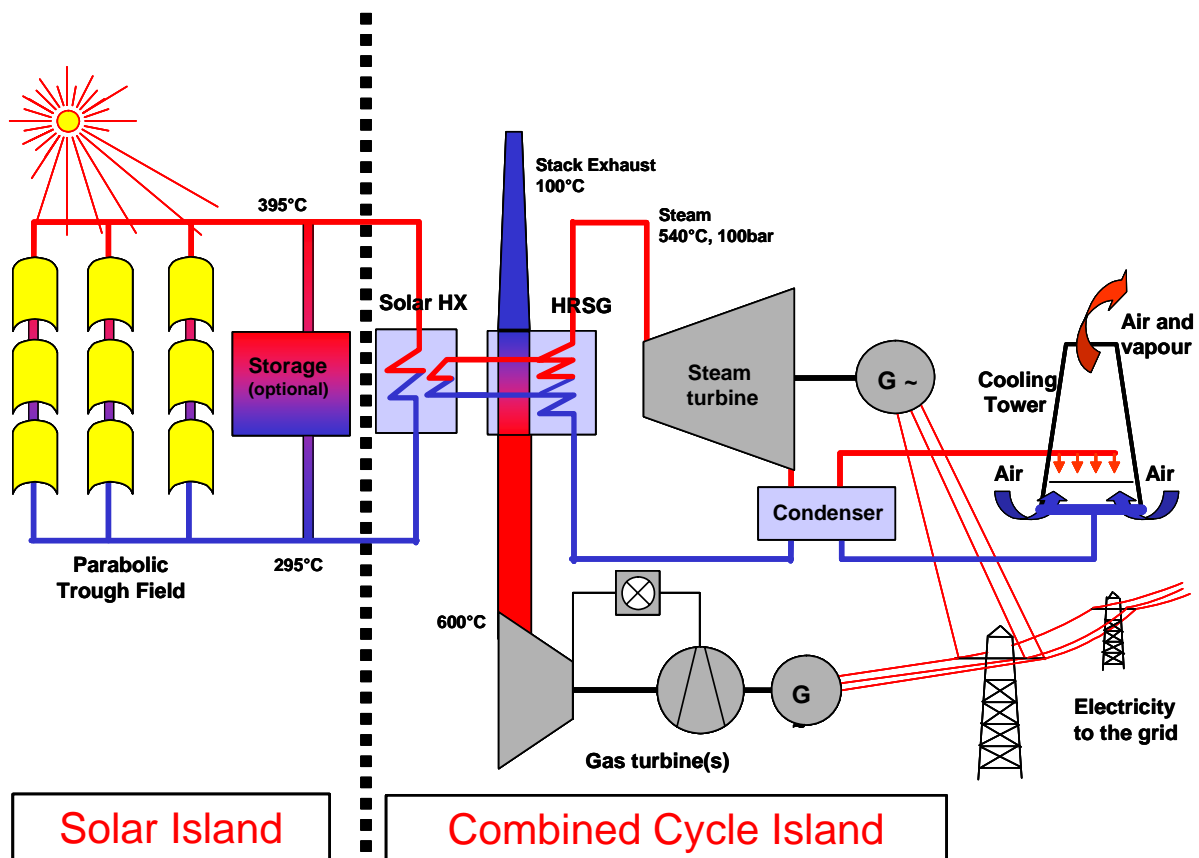 Stack Exhaust
100°C
395°C
Steam
540°C, 100bar
Solar HX
HRSG
Air and
vapour
Storage
(optional)
Steam
turbine
G ~
Cooling
Tower
Air
Air
Condenser
295°C
Parabolic
Trough Field
600°C
G
~
Electricity
to the grid
Gas turbine(s)
Solar Island
Combined Cycle Island